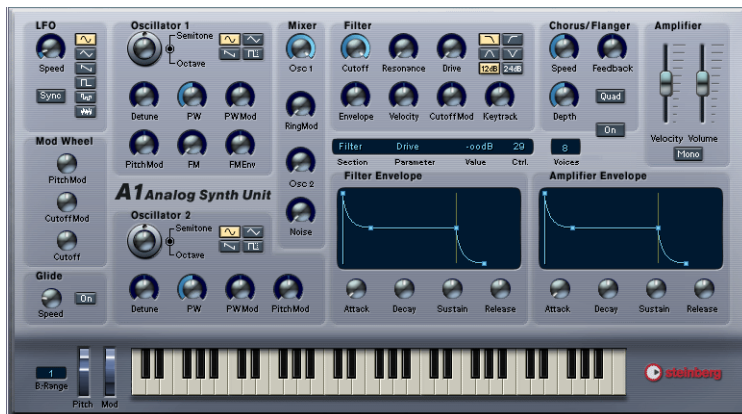 LFO
Speed
Sync
Mod Wheel
PitchMod
CutoffMod
Cutoff
Glide
Speed
On
Oscillator 1
Semitone
Octave
Detune
PW
PWMod
PitchMod
FM
FMEnv
A1 Analog Synth Unit
Oscillator 2
Semitone
Octave
Detune
PW
PWMod
PitchMod
Mixer
Osc 1
RingMod
Osc 2
Noise
Filter
Cutoff
Resonance
Drive
12dB
24dB
Envelope
Velocity
CutoffMod
Keytrack
Chorus/Flanger
Speed
Feedback
Depth
Quad
On
Amplifier
Velocity
Volume
Mono
Filter
Drive
-oodB
29
8
Section
Parameter
Value
Ctrl.
Voices
Filter Envelope
Attack
Decay
Sustain
Release
Amplifier Envelope
Attack
Decay
Sustain
Release
1
B.-Range
Pitch
Mod
steinberg